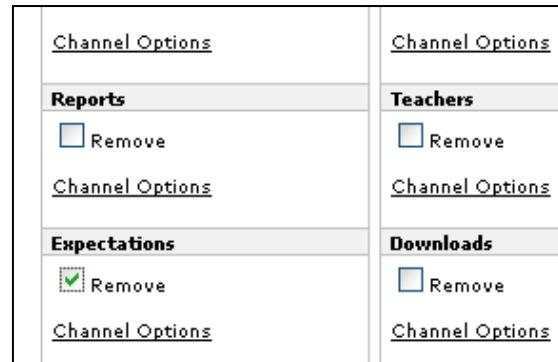 Channel Options Channel Options
Reports Teachers
Remove Remove
Channel Options Channel Options
Expectations Downloads
Remove Remove
Channel Options Channel Options